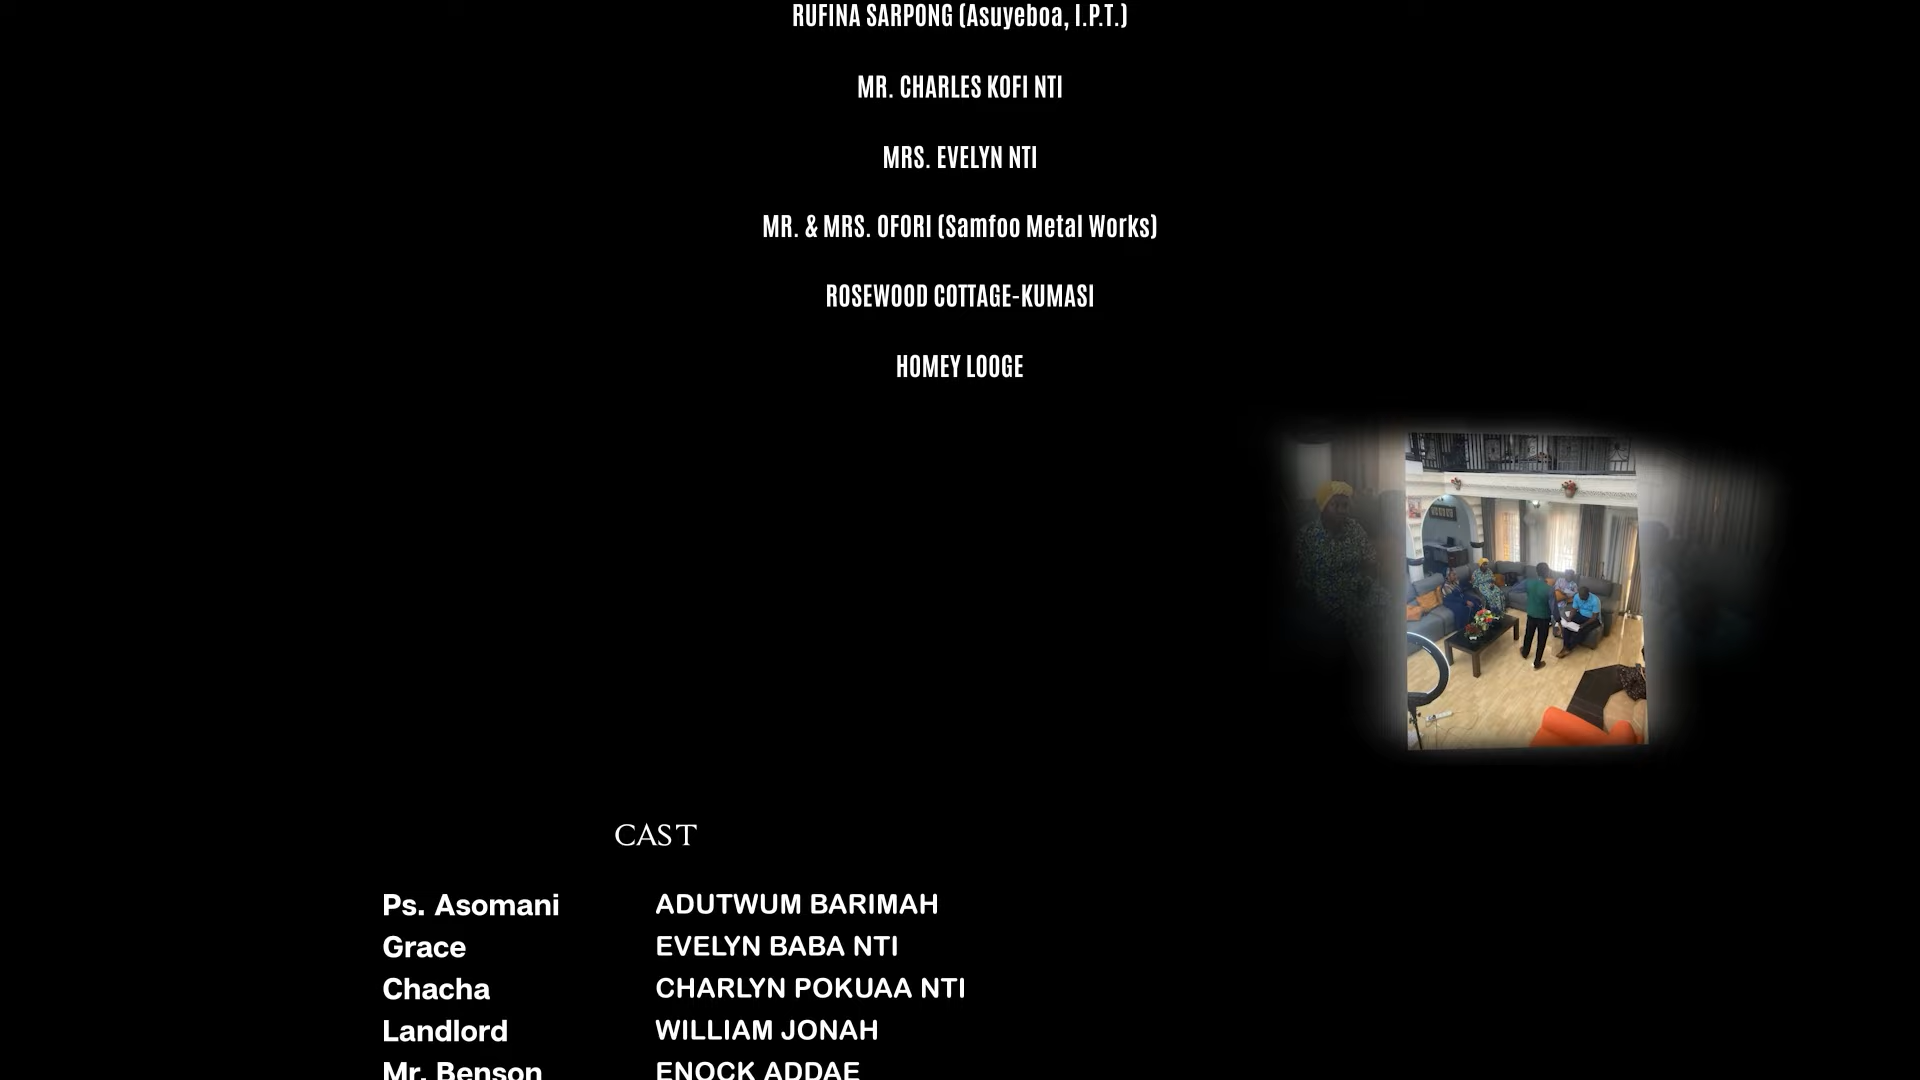 RUFINA SARPONG (Asuyeboa, I.P.T.)
MR. CHARLES KOFI NTI
MRS. EVELYN NTI
MR. & MRS. OFORI (Samfoo Metal Works)
ROSEWOOD COTTAGE-KUMASI
HOMEY LOOGE
CAST
Ps. Asomani ADUTWUM BARIMAH
Grace EVELYN BABA NTI
Chacha CHARLYN POKUAA NTI
Landlord WILLIAM JONAH
Mr. Benson ENOCK ADDAE